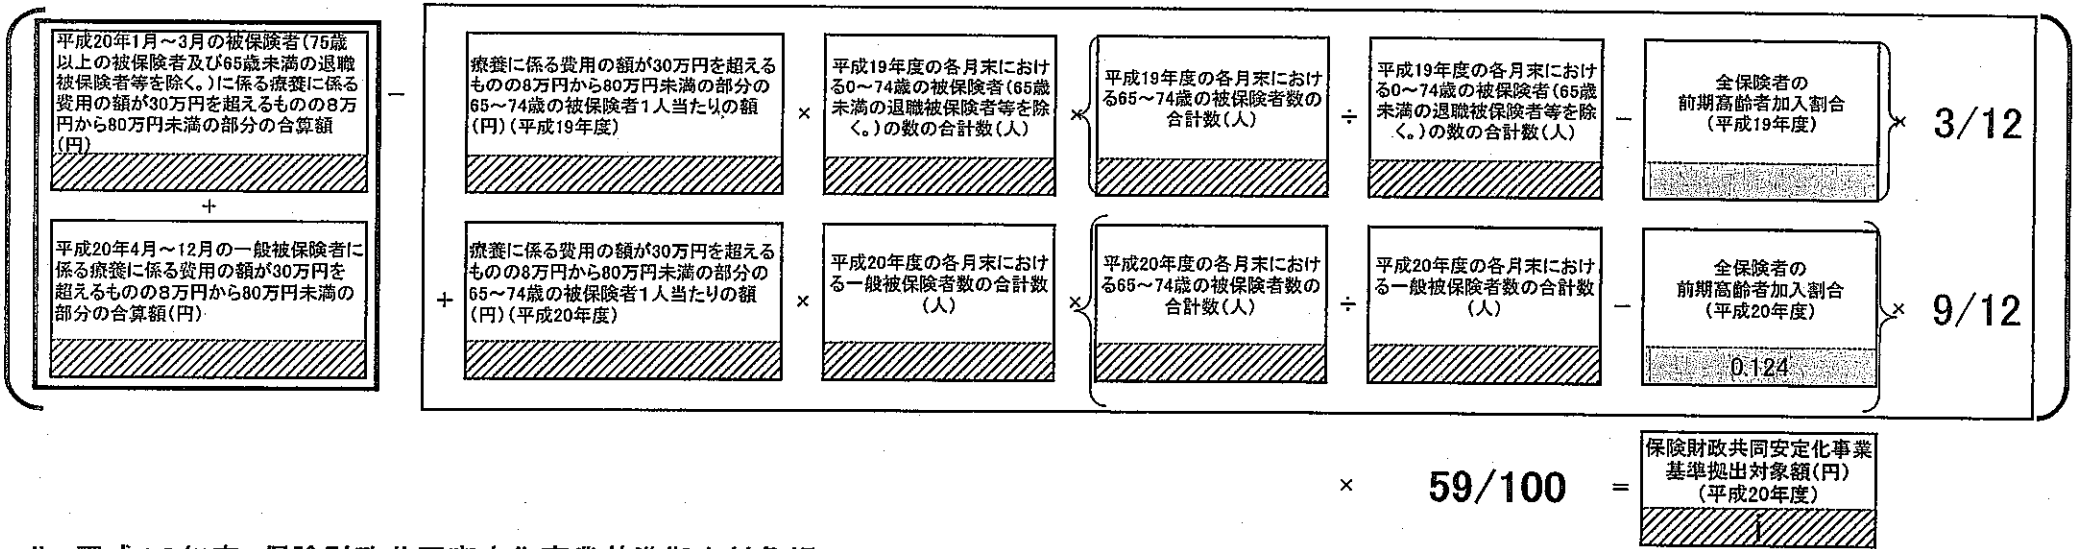 平成20年1月～3月の被保険者(75歳
以上の被保険者及び65歳未満の退職
被保険者等を除く。)に係る療養に係る
費用の額が30万円を超えるものの8万
円から80万円未満の部分の合算額
(円)
－
療養に係る費用の額が30万円を超える
ものの8万円から80万円未満の部分の
65～74歳の被保険者1人当たりの額
(円)(平成19年度)
×
平成19年度の各月末におけ
る0～74歳の被保険者(65歳
未満の退職被保険者等を除
く。)の数の合計数(人)
×
平成19年度の各月末におけ
る65～74歳の被保険者数の
合計数(人)
÷
平成19年度の各月末におけ
る0～74歳の被保険者(65歳
未満の退職被保険者等を除
く。)の数の合計数(人)
－
全保険者の
前期高齢者加入割合
(平成19年度)
× 3/12
＋
平成20年4月～12月の一般被保険者に
係る療養に係る費用の額が30万円を
超えるものの8万円から80万円未満の
部分の合算額(円)
＋
療養に係る費用の額が30万円を超える
ものの8万円から80万円未満の部分の
65～74歳の被保険者1人当たりの額
(円)(平成20年度)
×
平成20年度の各月末におけ
る一般被保険者数の合計数
(人)
×
平成20年度の各月末におけ
る65～74歳の被保険者数の
合計数(人)
÷
平成20年度の各月末におけ
る一般被保険者数の合計数
(人)
－
全保険者の
前期高齢者加入割合
(平成20年度)
0.124
× 9/12
× 59/100 ＝
保険財政共同安定化事業
基準拠出対象額(円)
(平成20年度)
i